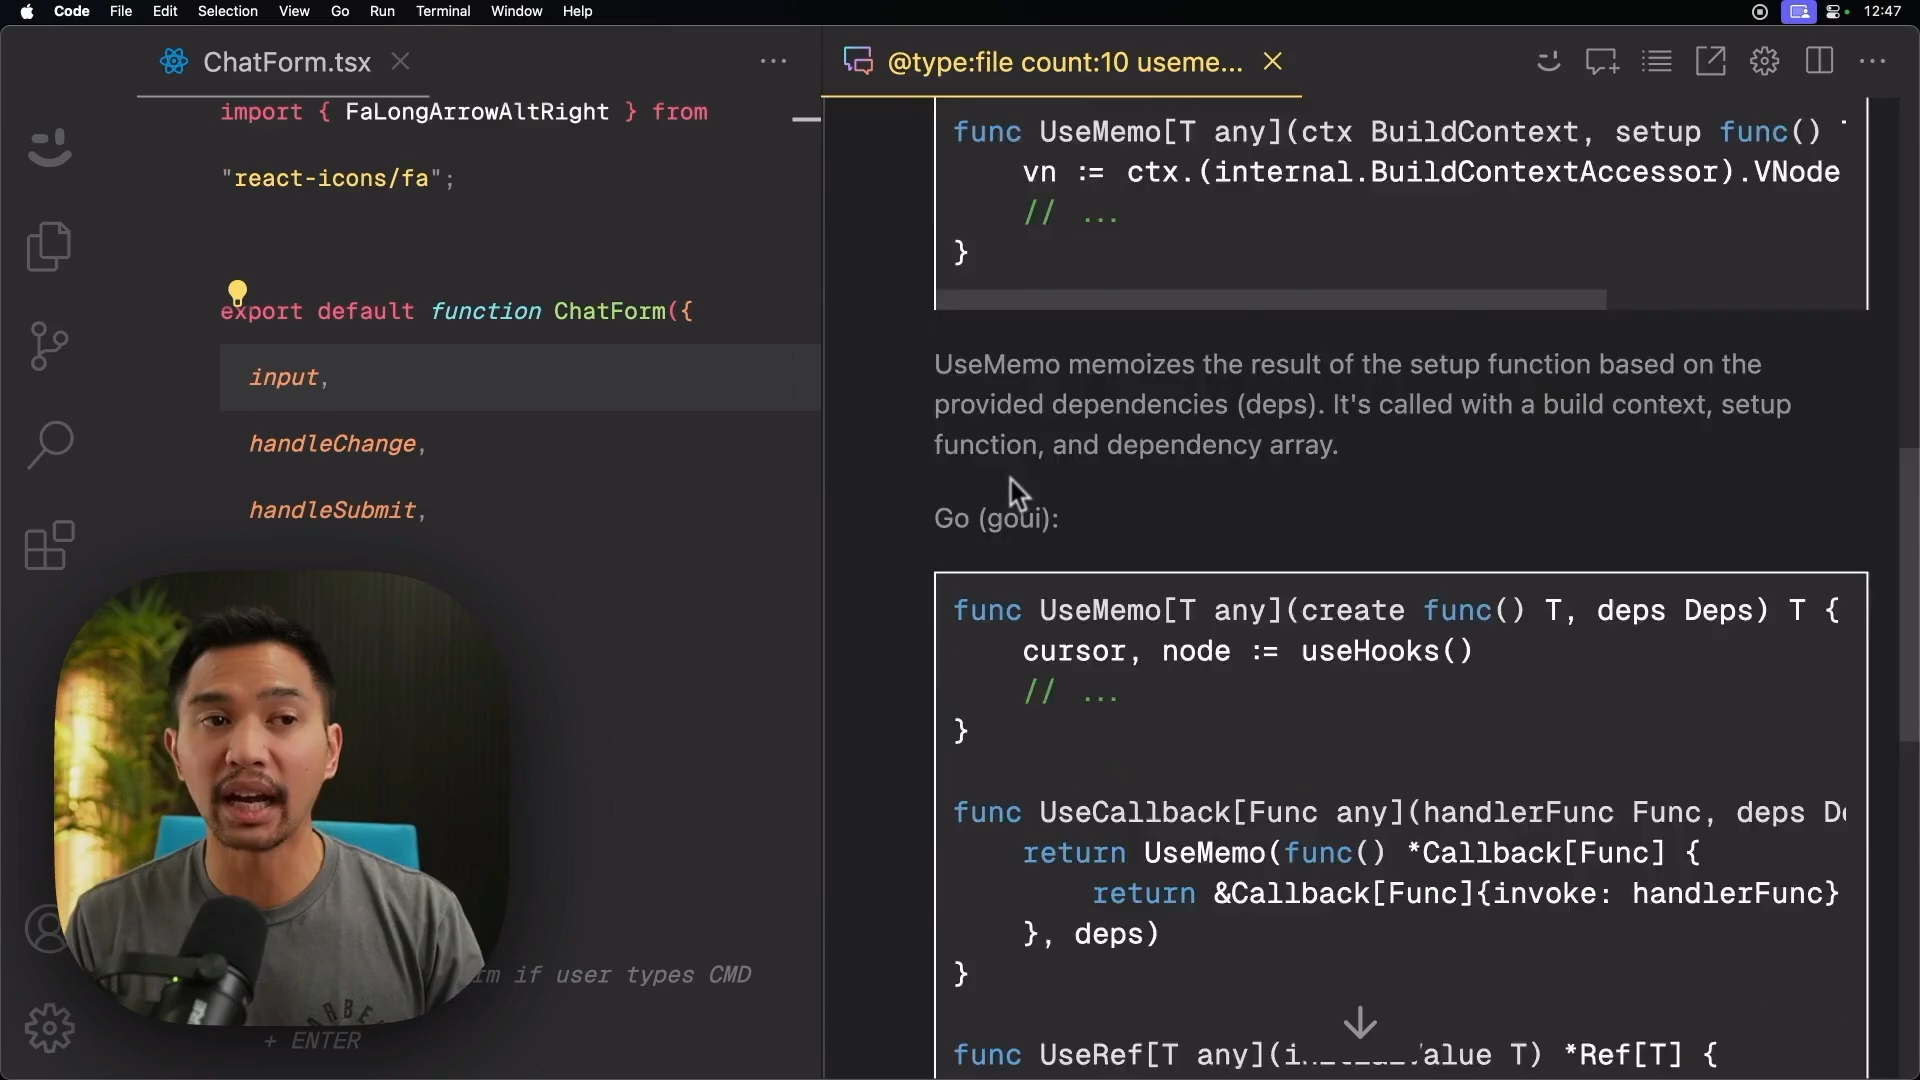 Code File Edit Selection View Go Run Terminal Window Help 12:47
ChatForm.tsx
@type:file count:10 useme...
import { FaLongArrowAltRight } from
"react-icons/fa";
export default function ChatForm({
input,
handleChange,
handleSubmit,
if user types CMD
+ ENTER
func UseMemo[T any](ctx BuildContext, setup func()
vn := ctx.(internal.BuildContextAccessor).VNode
// ...
}
UseMemo memoizes the result of the setup function based on the
provided dependencies (deps). It's called with a build context, setup
function, and dependency array.
Go (goui):
func UseMemo[T any](create func() T, deps Deps) T {
cursor, node := useHooks()
// ...
}
func UseCallback[Func any](handlerFunc Func, deps
return UseMemo(func() *Callback[Func] {
return &Callback[Func]{invoke: handlerFunc}
}, deps)
}
func UseRef[T any]( T) *Ref[T] {